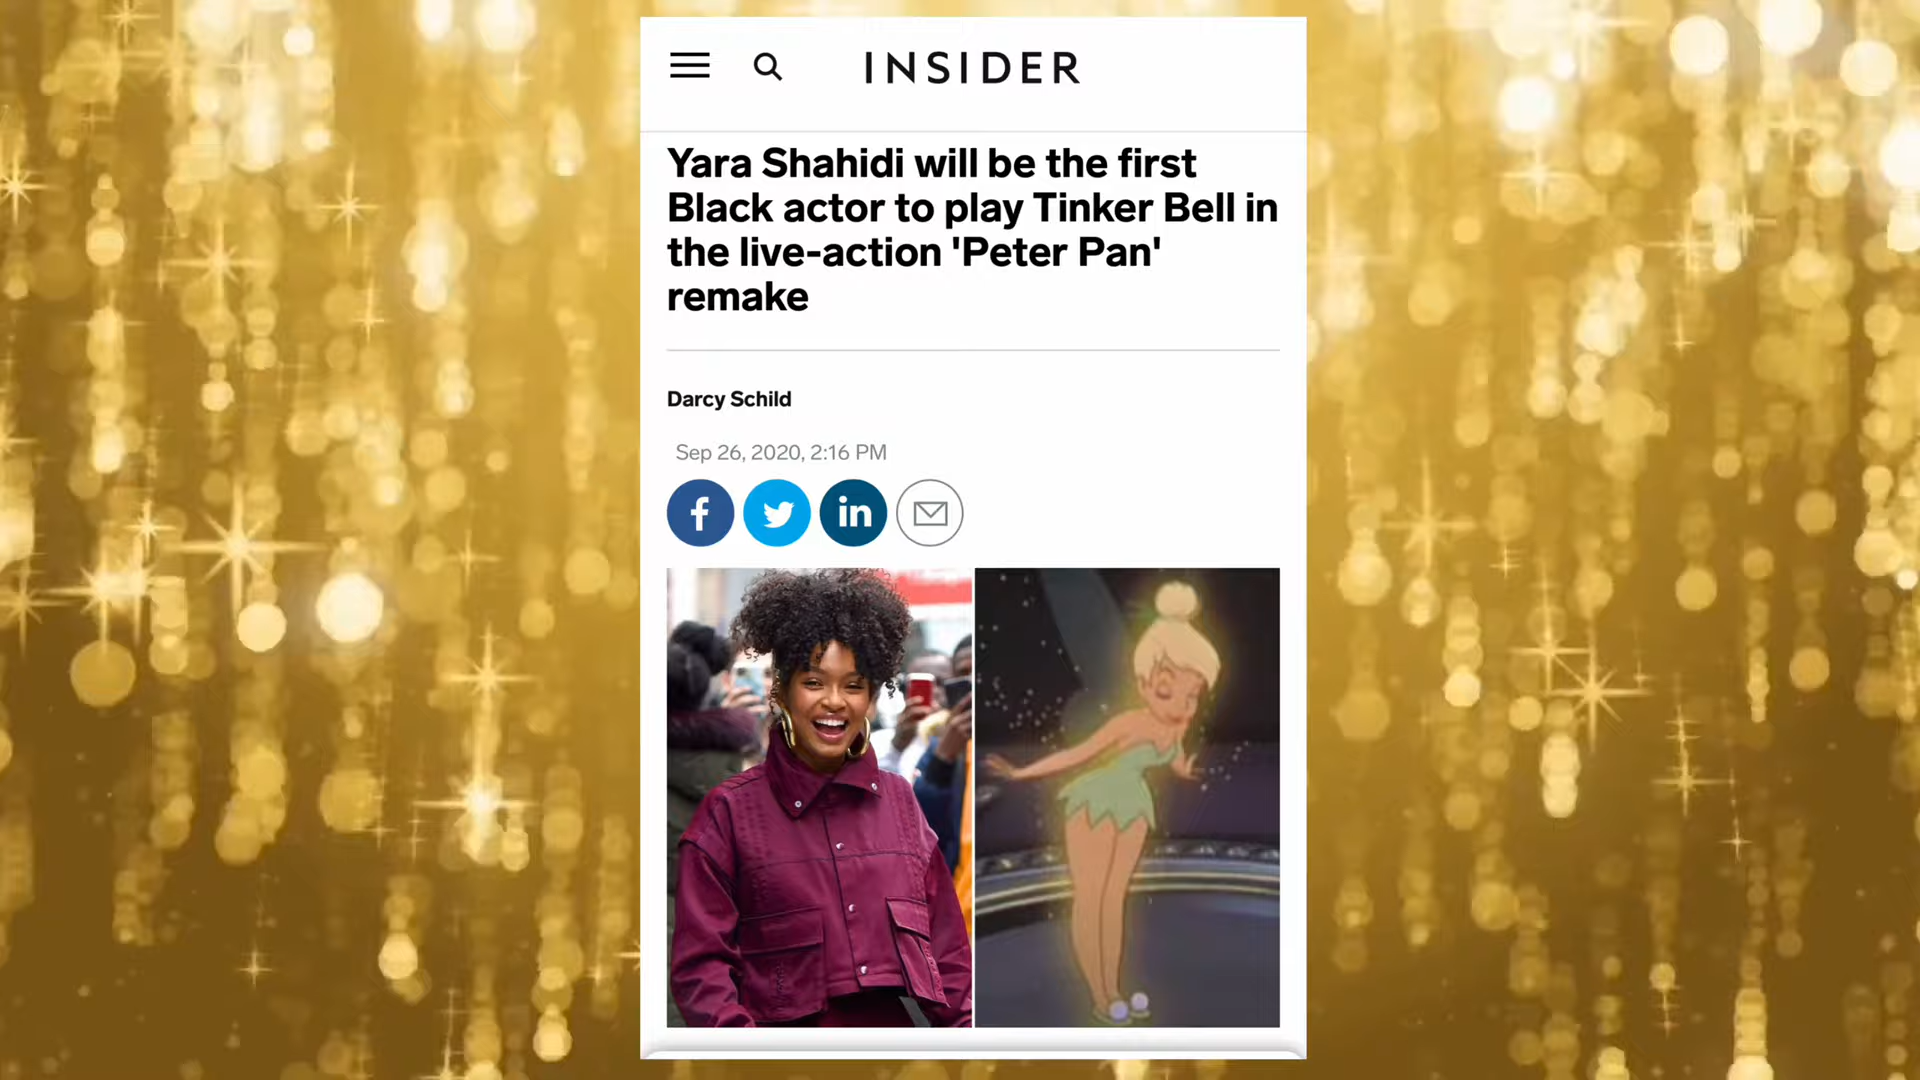 INSIDER
Yara Shahidi will be the first
Black actor to play Tinker Bell in
the live-action 'Peter Pan'
remake
Darcy Schild
Sep 26, 2020, 2:16 PM
f
in